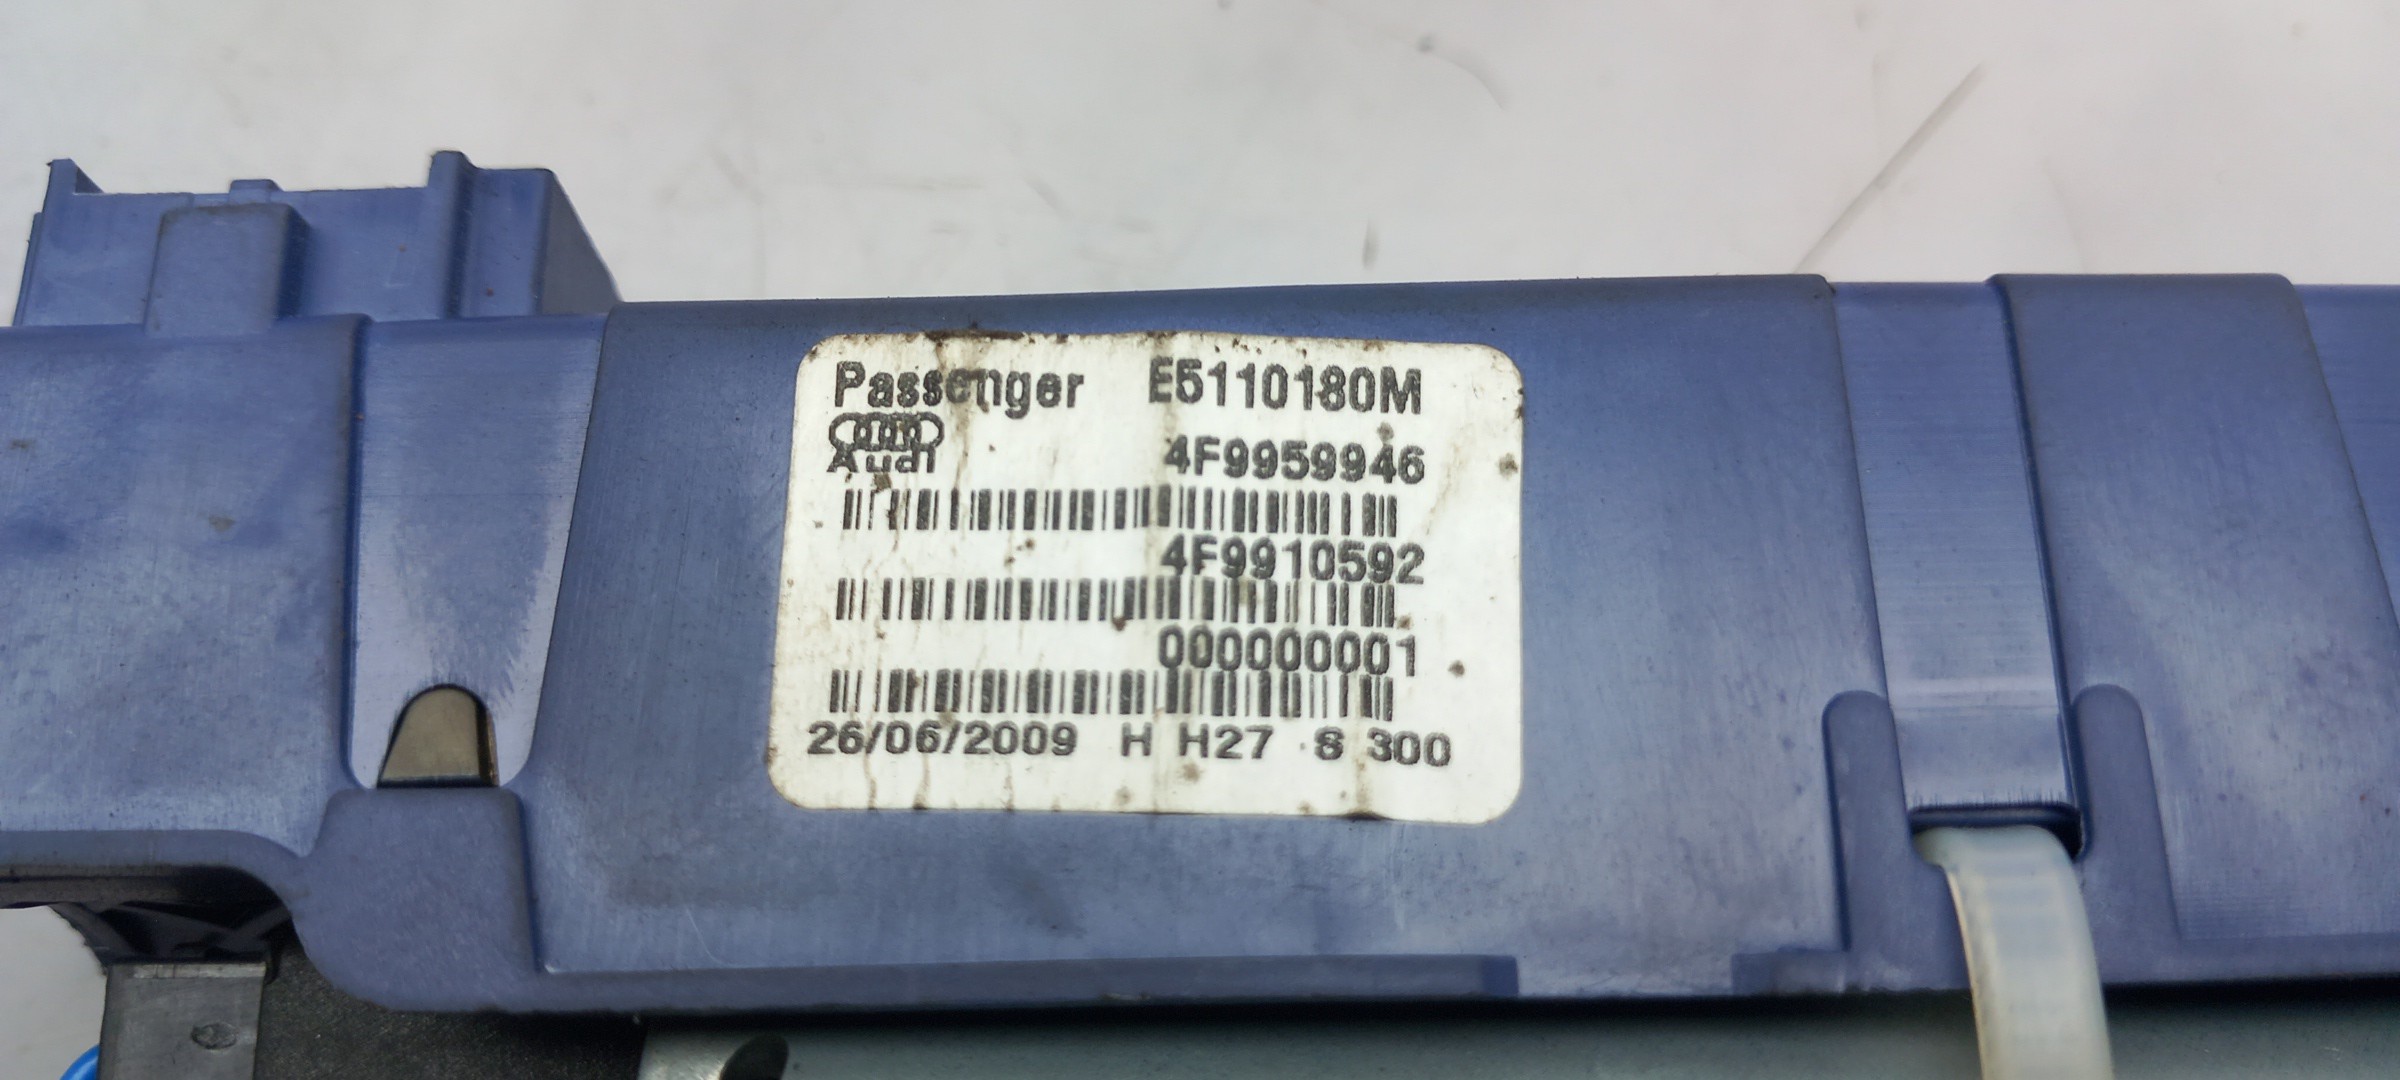 Passenger E5110180M
Audi
4F9959946
4F9910592
000000001
26/06/2009 H H27 S 300